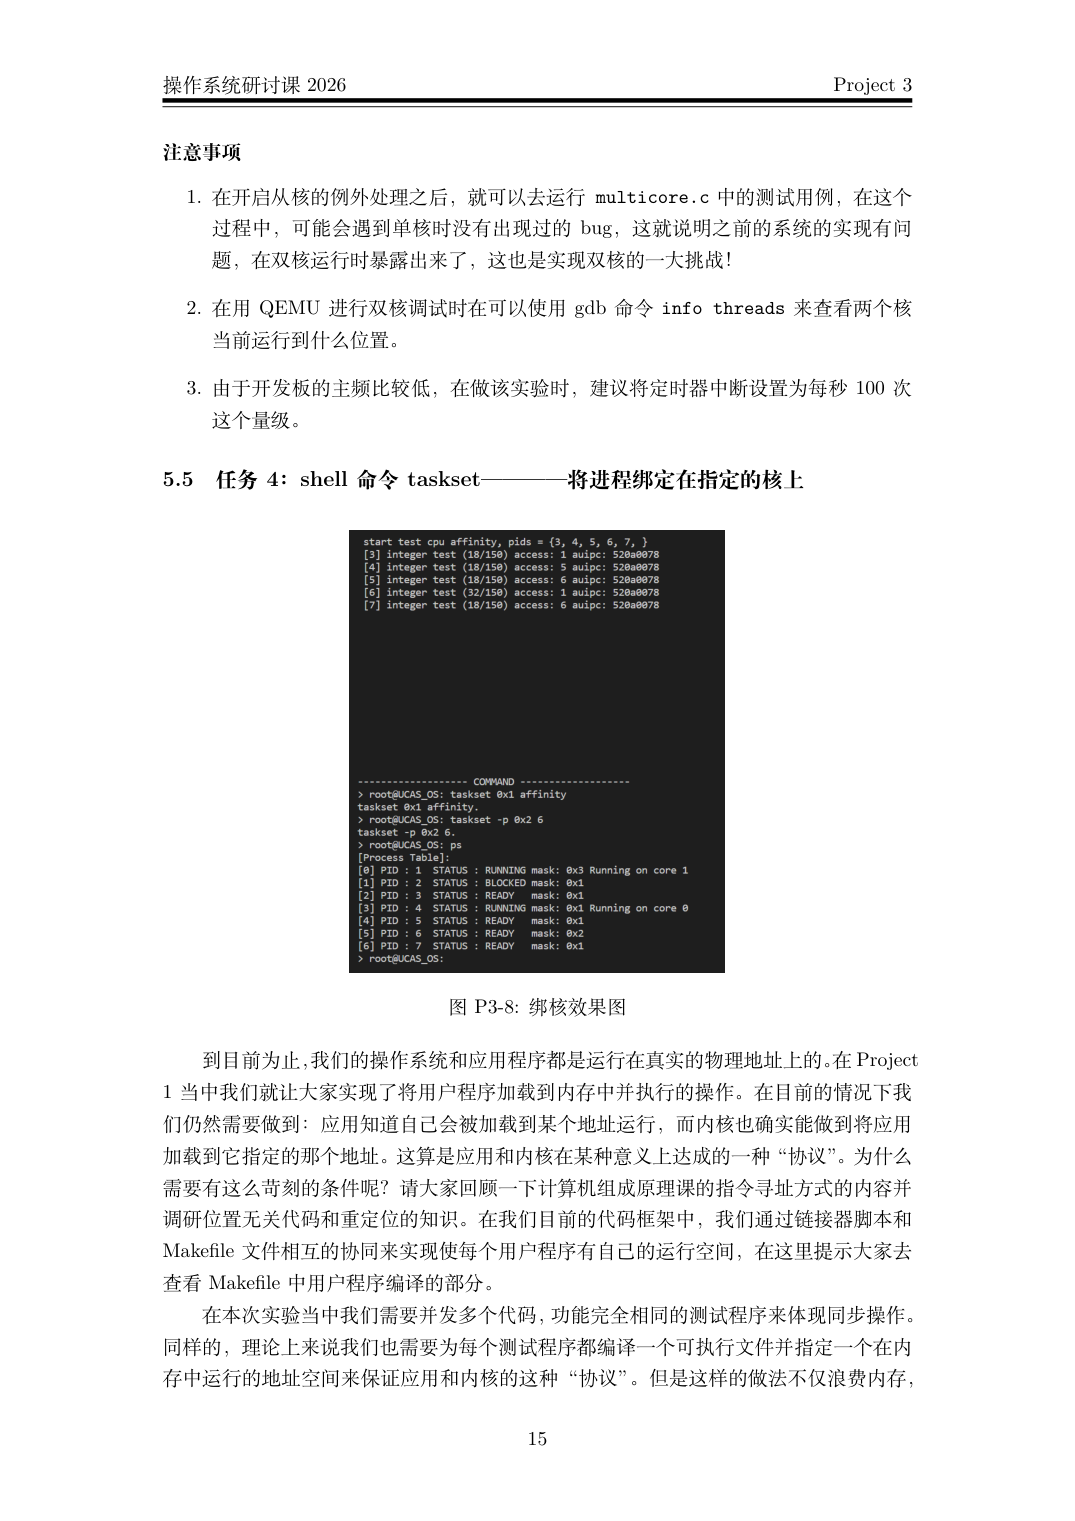 操作系统研讨课 2026 Project 3
注意事项
1. 在开启从核的例外处理之后，就可以去运行 multicore.c 中的测试用例，在这个
过程中，可能会遇到单核时没有出现过的 bug，这就说明之前的系统的实现有问
题，在双核运行时暴露出来了，这也是实现双核的一大挑战！
2. 在用 QEMU 进行双核调试时在可以使用 gdb 命令 info threads 来查看两个核
当前运行到什么位置。
3. 由于开发板的主频比较低，在做该实验时，建议将定时器中断设置为每秒 100 次
这个量级。
5.5 任务 4：shell 命令 taskset————将进程绑定在指定的核上
start test cpu affinity, pids = {3, 4, 5, 6, 7, }
[3] integer test (18/150) access: 1 auipc: 520a0078
[4] integer test (18/150) access: 5 auipc: 520a0078
[5] integer test (18/150) access: 6 auipc: 520a0078
[6] integer test (32/150) access: 1 auipc: 520a0078
[7] integer test (18/150) access: 6 auipc: 520a0078
------------------- COMMAND -------------------
> root@UCAS_OS: taskset 0x1 affinity
taskset 0x1 affinity.
> root@UCAS_OS: taskset -p 0x2 6
taskset -p 0x2 6.
> root@UCAS_OS: ps
[Process Table]:
[0] PID : 1 STATUS : RUNNING mask: 0x3 Running on core 1
[1] PID : 2 STATUS : BLOCKED mask: 0x1
[2] PID : 3 STATUS : READY mask: 0x1
[3] PID : 4 STATUS : RUNNING mask: 0x1 Running on core 0
[4] PID : 5 STATUS : READY mask: 0x1
[5] PID : 6 STATUS : READY mask: 0x2
[6] PID : 7 STATUS : READY mask: 0x1
> root@UCAS_OS:
图 P3-8: 绑核效果图
到目前为止，我们的操作系统和应用程序都是运行在真实的物理地址上的。在 Project
1 当中我们就让大家实现了将用户程序加载到内存中并执行的操作。在目前的情况下我
们仍然需要做到：应用知道自己会被加载到某个地址运行，而内核也确实能做到将应用
加载到它指定的那个地址。这算是应用和内核在某种意义上达成的一种 “协议”。为什么
需要有这么苛刻的条件呢？请大家回顾一下计算机组成原理课的指令寻址方式的内容并
调研位置无关代码和重定位的知识。在我们目前的代码框架中，我们通过链接器脚本和
Makefile 文件相互的协同来实现使每个用户程序有自己的运行空间，在这里提示大家去
查看 Makefile 中用户程序编译的部分。
在本次实验当中我们需要并发多个代码，功能完全相同的测试程序来体现同步操作。
同样的，理论上来说我们也需要为每个测试程序都编译一个可执行文件并指定一个在内
存中运行的地址空间来保证应用和内核的这种 “协议”。但是这样的做法不仅浪费内存，
15